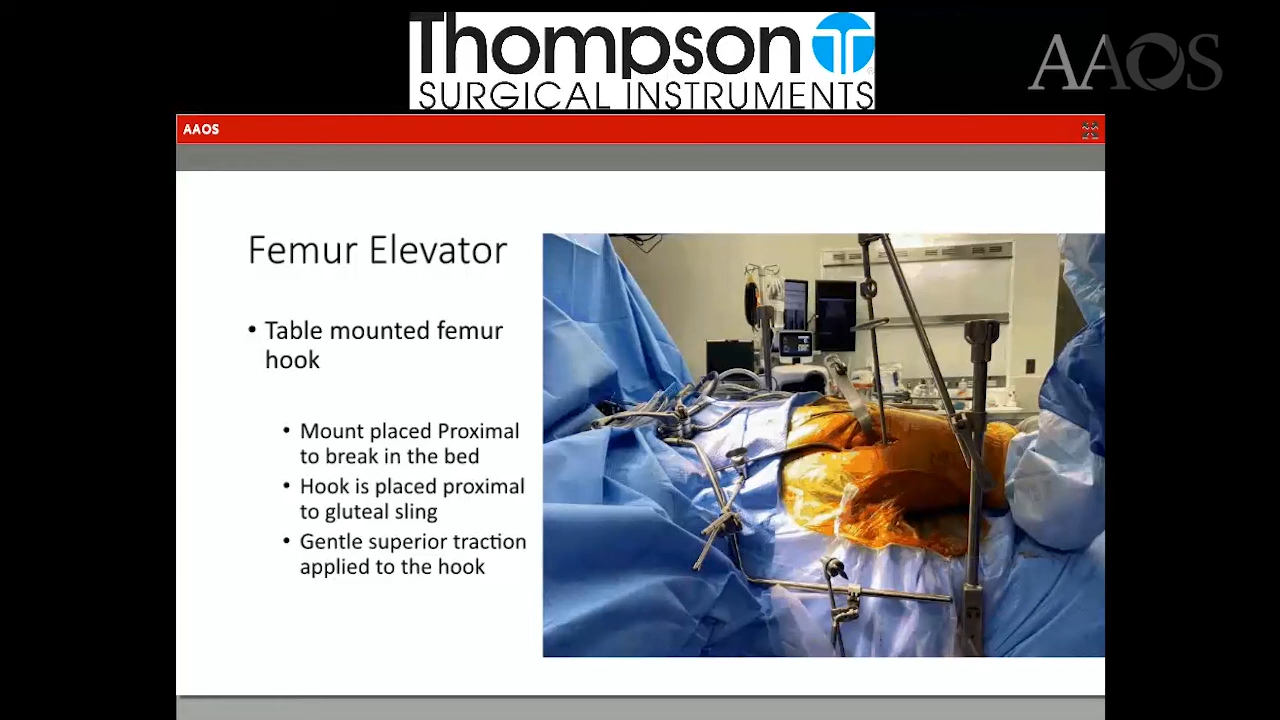 Thompson
SURGICAL INSTRUMENTS
AAOS
AAOS
Femur Elevator
• Table mounted femur
hook
• Mount placed Proximal
to break in the bed
• Hook is placed proximal
to gluteal sling
• Gentle superior traction
applied to the hook